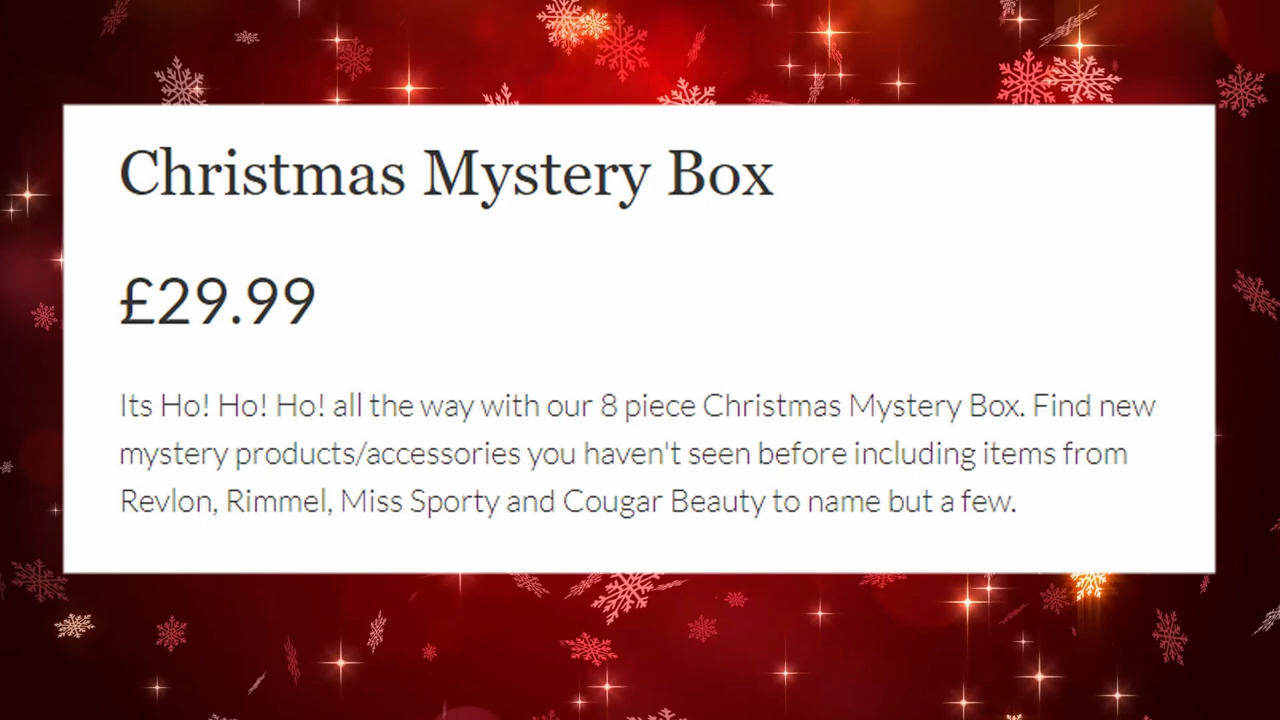 Christmas Mystery Box
£29.99
Its Ho! Ho! Ho! all the way with our 8 piece Christmas Mystery Box. Find new
mystery products/accessories you haven't seen before including items from
Revlon, Rimmel, Miss Sporty and Cougar Beauty to name but a few.